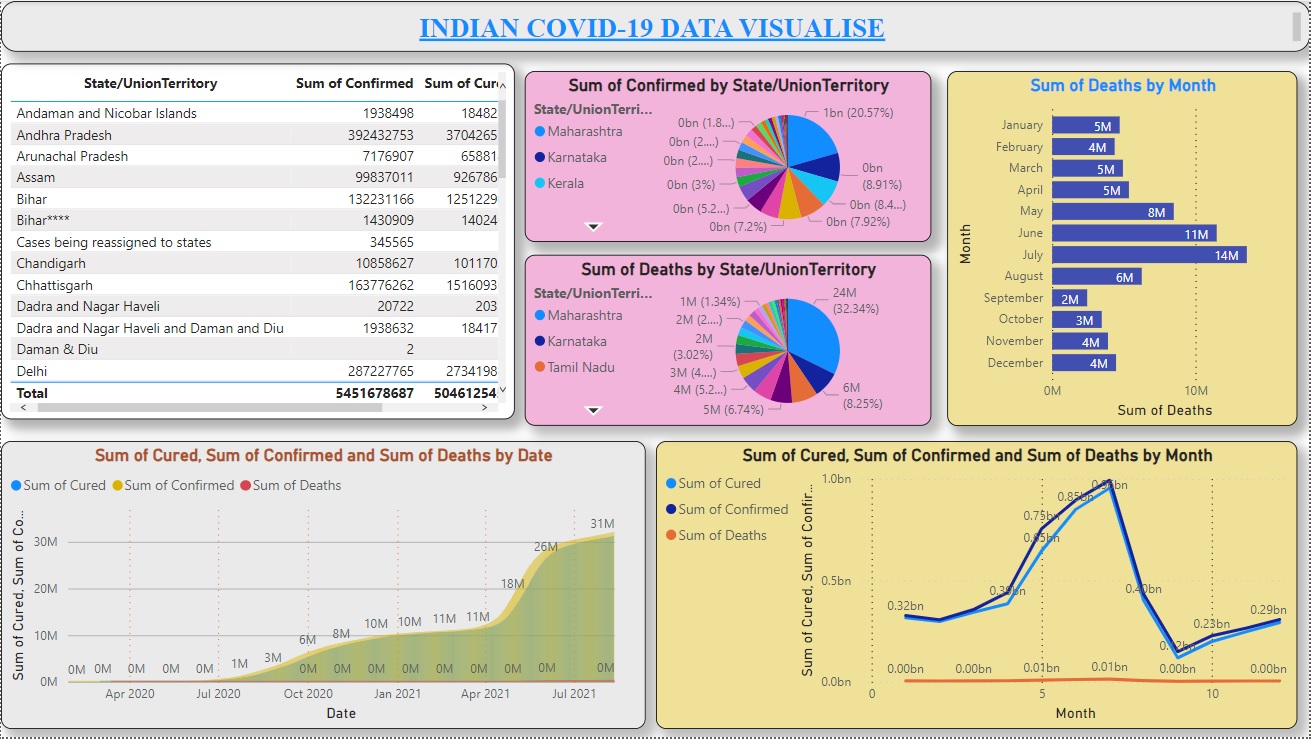 INDIAN COVID-19 DATA VISUALISE
State/UnionTerritory Sum of Confirmed Sum of Cure
Andaman and Nicobar Islands 1938498 18482
Andhra Pradesh 392432753 3704265
Arunachal Pradesh 7176907 65881
Assam 99837011 926786
Bihar 132231166 1251229
Bihar**** 1430909 14024
Cases being reassigned to states 345565
Chandigarh 10858627 101170
Chhattisgarh 163776262 1516093
Dadra and Nagar Haveli 20722 203
Dadra and Nagar Haveli and Daman and Diu 1938632 18417
Daman & Diu 2
Delhi 287227765 2734198
Total 5451678687 50461254
Sum of Confirmed by State/UnionTerritory
State/UnionTerri...
Maharashtra
Karnataka
Kerala
1bn (20.57%)
0bn
(8.91%)
0bn (8.4...)
0bn (7.92%)
0bn (7.2%)
0bn (5.2...)
0bn (3%)
0bn (2....)
0bn (2....)
0bn (1.8...)
Sum of Deaths by State/UnionTerritory
State/UnionTerri...
Maharashtra
Karnataka
Tamil Nadu
24M
(32.34%)
6M
(8.25%)
5M (6.74%)
4M (5.2...)
3M (4....)
2M
(3.02%)
2M (2....)
1M (1.34%)
Sum of Deaths by Month
Month
January 5M
February 4M
March 5M
April 5M
May 8M
June 11M
July 14M
August 6M
September 2M
October 3M
November 4M
December 4M
0M 10M
Sum of Deaths
Sum of Cured, Sum of Confirmed and Sum of Deaths by Date
Sum of Cured Sum of Confirmed Sum of Deaths
Sum of Cured, Sum of Co...
30M
20M
10M
0M
0M 0M 0M 0M 0M 1M 3M 6M 8M 10M 10M 11M 11M 18M 26M 31M
0M 0M 0M 0M 0M 0M 0M 0M 0M
Apr 2020 Jul 2020 Oct 2020 Jan 2021 Apr 2021 Jul 2021
Date
Sum of Cured, Sum of Confirmed and Sum of Deaths by Month
Sum of Cured
Sum of Confirmed
Sum of Deaths
Sum of Cured, Sum of Confir...
1.0bn
0.5bn
0.0bn
0.32bn
0.75bn
0.85bn
0.65bn
0.40bn
0.23bn
0.29bn
0.00bn 0.00bn 0.01bn 0.01bn 0.00bn 0.00bn
0 5 10
Month